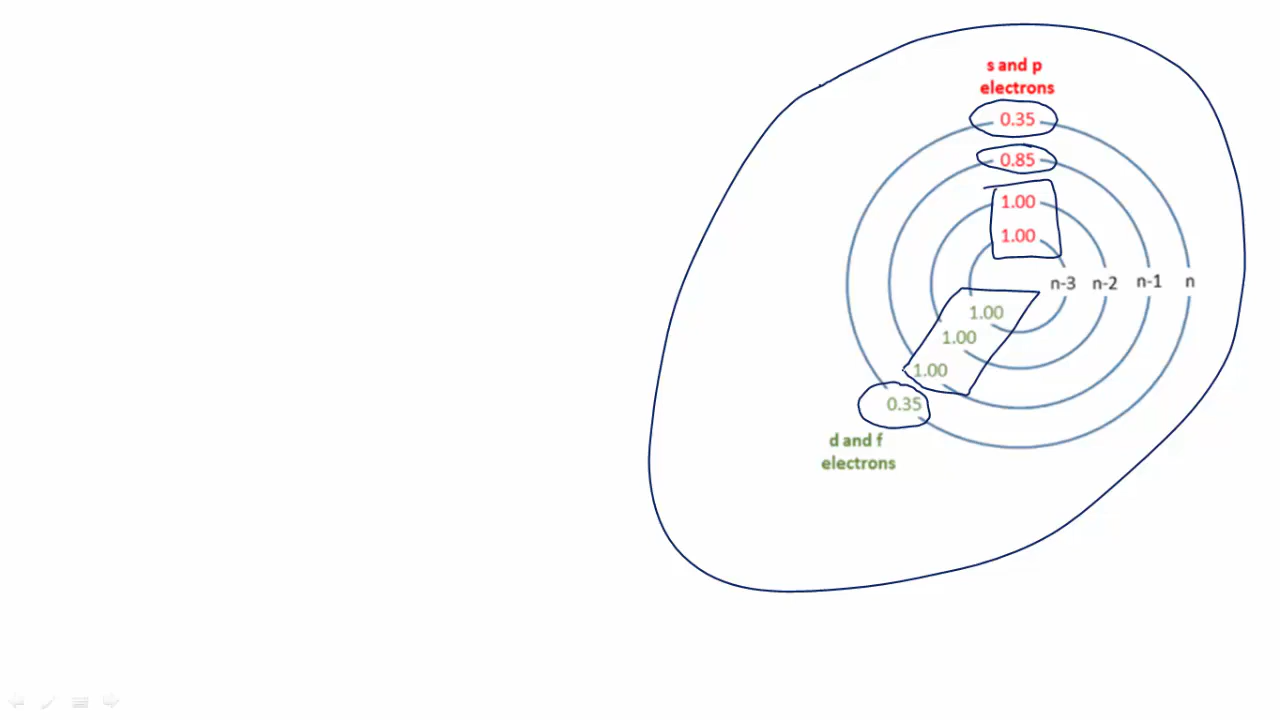 s and p
electrons
0.35
0.85
1.00
1.00
n-3 n-2 n-1 n
1.00
1.00
1.00
0.35
d and f
electrons